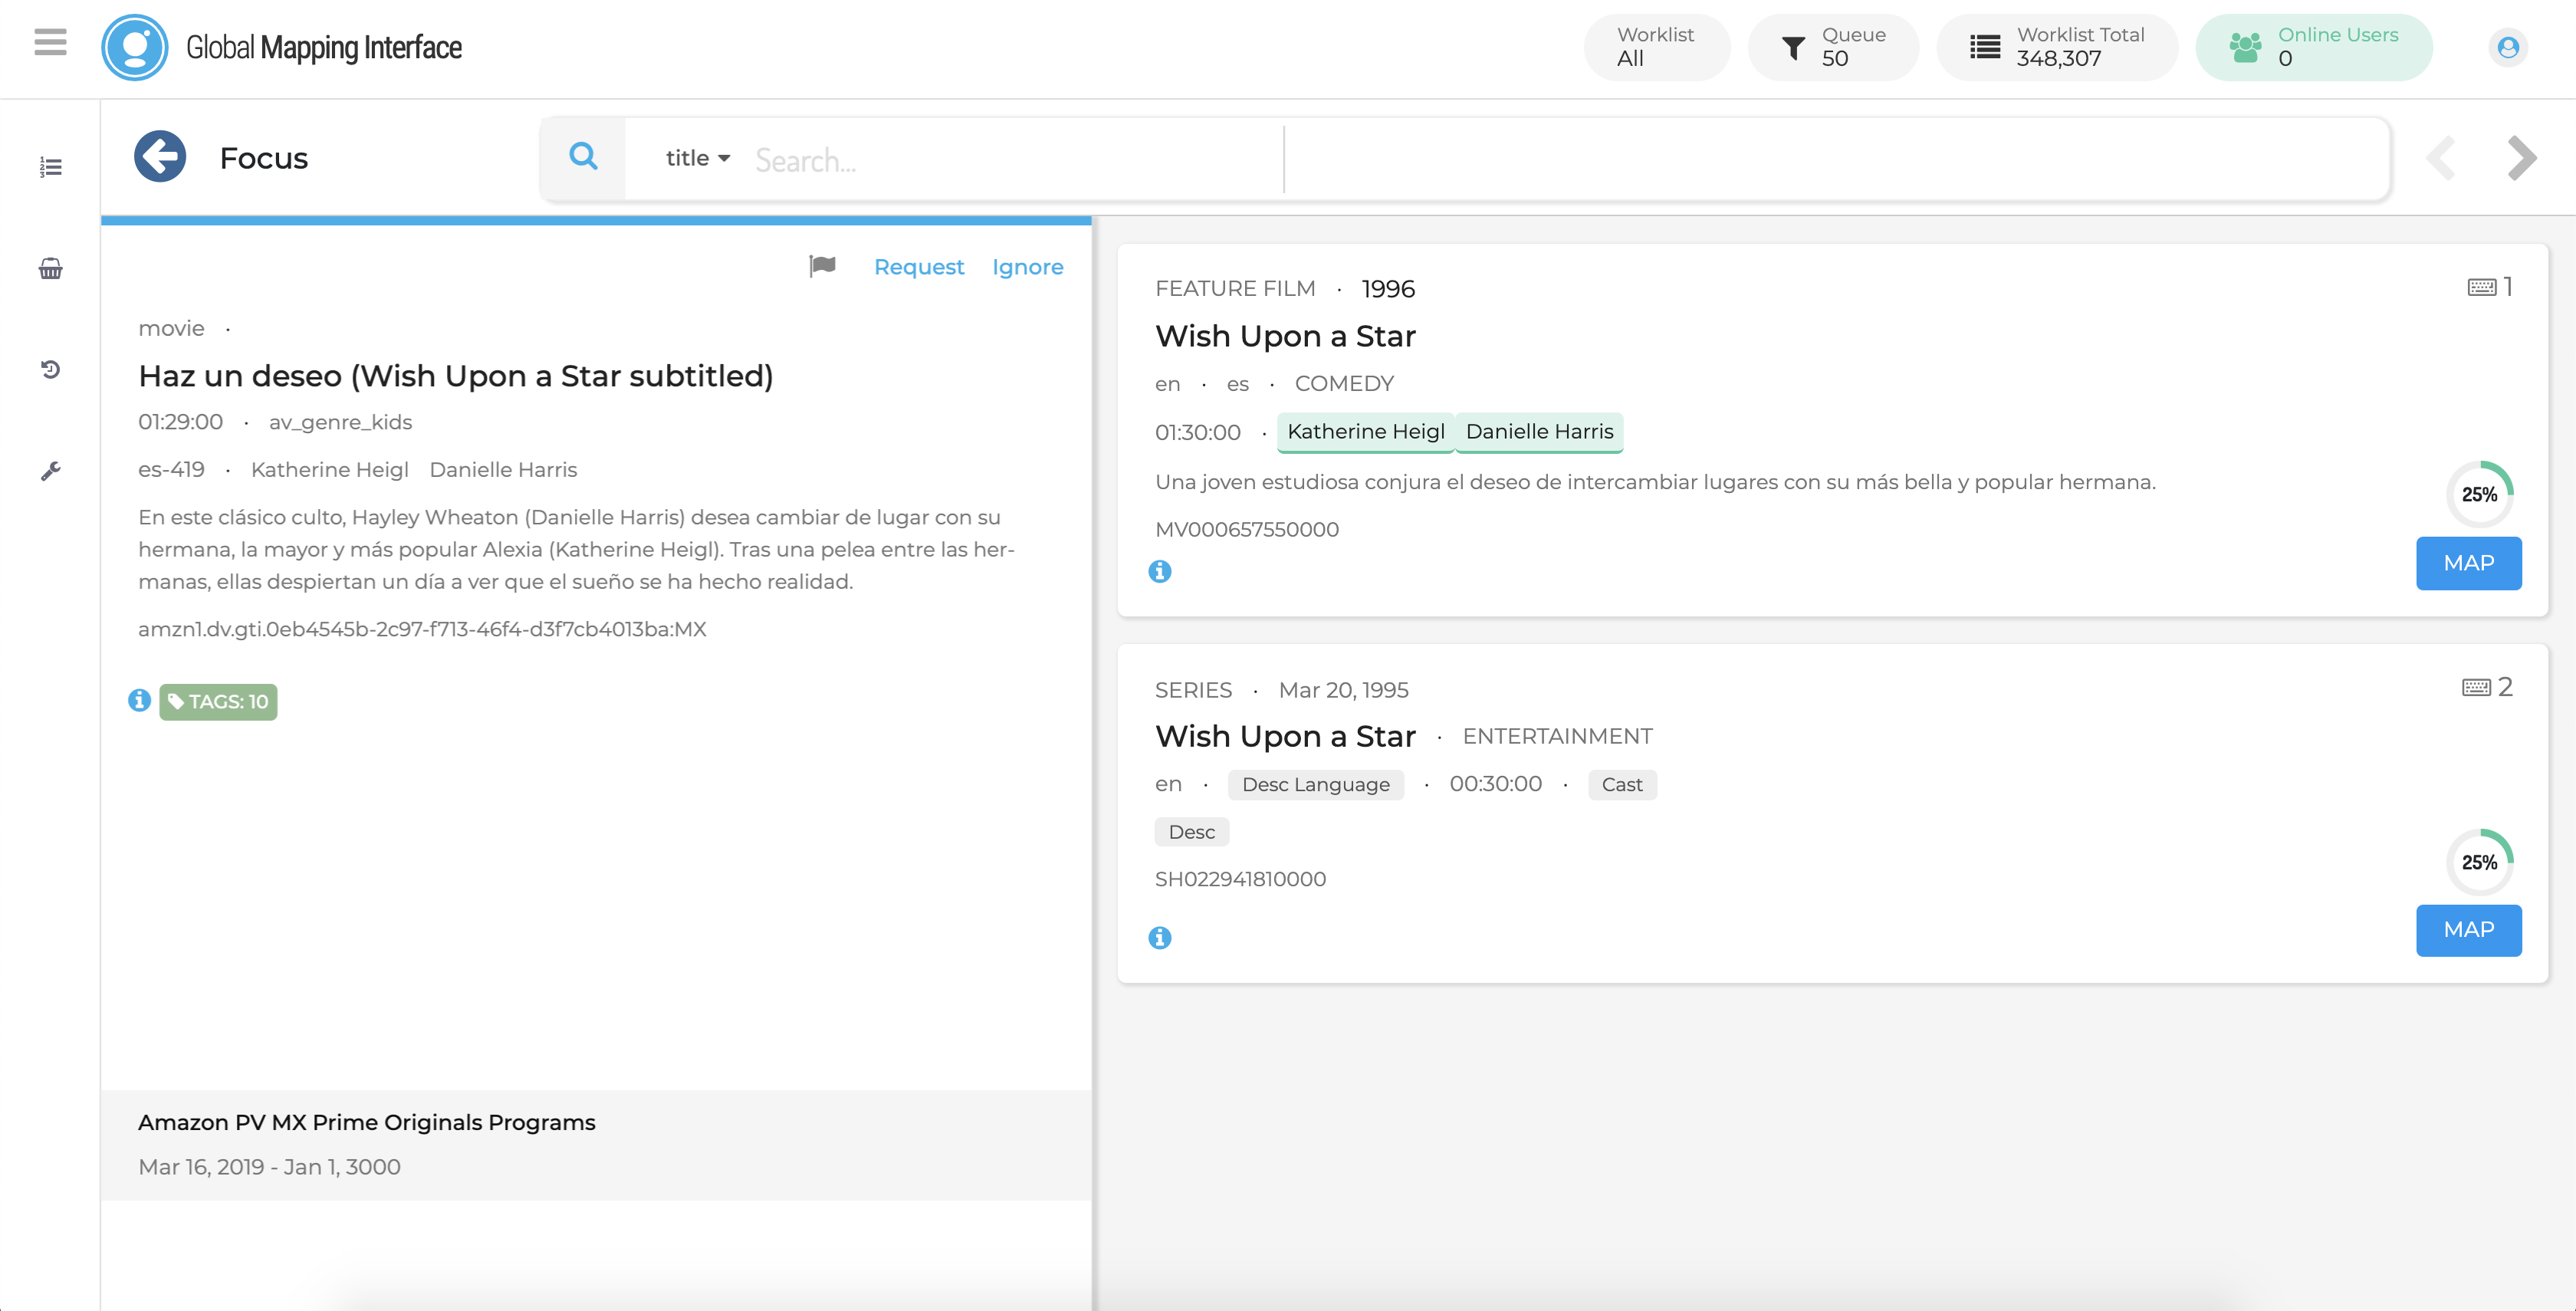 Global Mapping Interface
Worklist
All
Queue
50
Worklist Total
348,307
Online Users
0
Focus
title
Search...
Request Ignore
movie ·
Haz un deseo (Wish Upon a Star subtitled)
01:29:00 · av_genre_kids
es-419 · Katherine Heigl Danielle Harris
En este clásico culto, Hayley Wheaton (Danielle Harris) desea cambiar de lugar con su
hermana, la mayor y más popular Alexia (Katherine Heigl). Tras una pelea entre las her-
manas, ellas despiertan un día a ver que el sueño se ha hecho realidad.
amzn1.dv.gti.0eb4545b-2c97-f713-46f4-d3f7cb4013ba:MX
TAGS: 10
Amazon PV MX Prime Originals Programs
Mar 16, 2019 - Jan 1, 3000
FEATURE FILM · 1996
1
Wish Upon a Star
en · es · COMEDY
01:30:00 · Katherine Heigl Danielle Harris
Una joven estudiosa conjura el deseo de intercambiar lugares con su más bella y popular hermana.
25%
MV000657550000
MAP
SERIES · Mar 20, 1995
2
Wish Upon a Star · ENTERTAINMENT
en · Desc Language · 00:30:00 · Cast
Desc
25%
SH022941810000
MAP